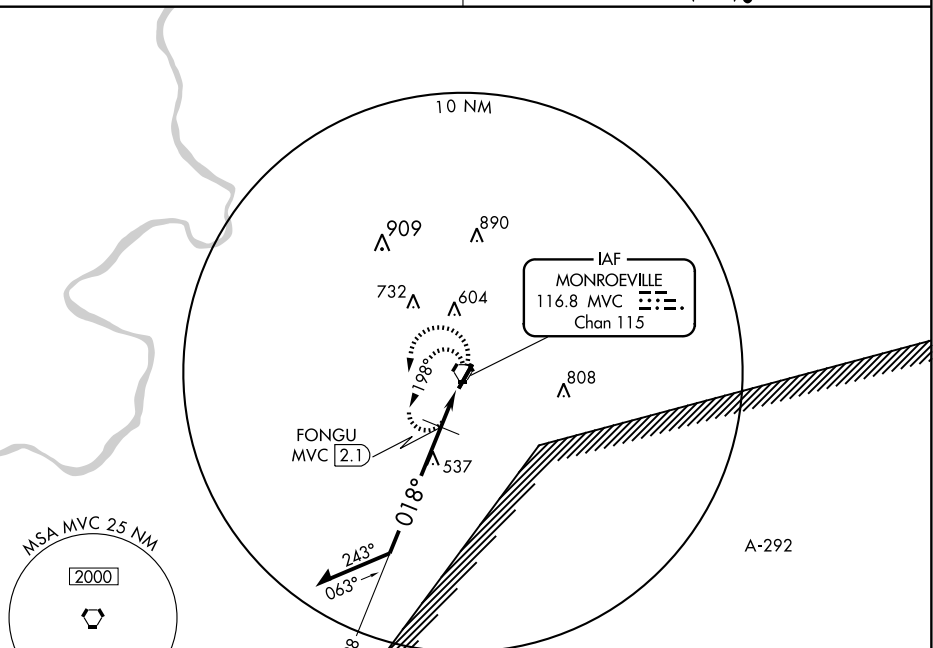 10 NM
909
890
IAF
MONROEVILLE
116.8 MVC
Chan 115
732
604
198°
808
FONGU
MVC 2.1
537
018°
MSA MVC 25 NM
243°
063°
A-292
2000